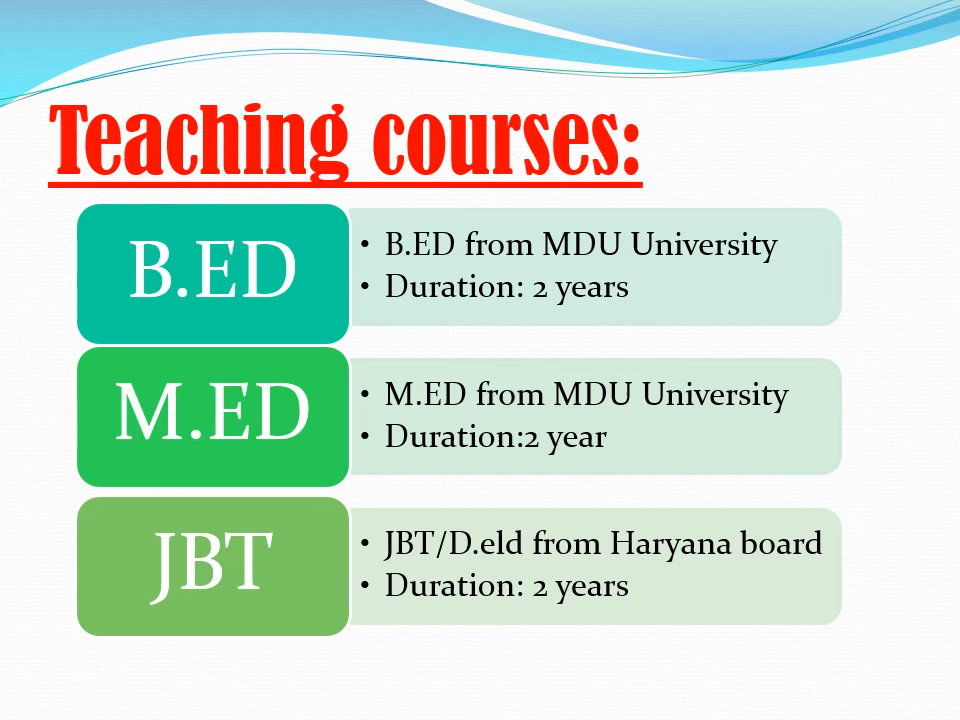 Teaching courses:
B.ED
• B.ED from MDU University
• Duration: 2 years
M.ED
• M.ED from MDU University
• Duration:2 year
JBT
• JBT/D.eld from Haryana board
• Duration: 2 years